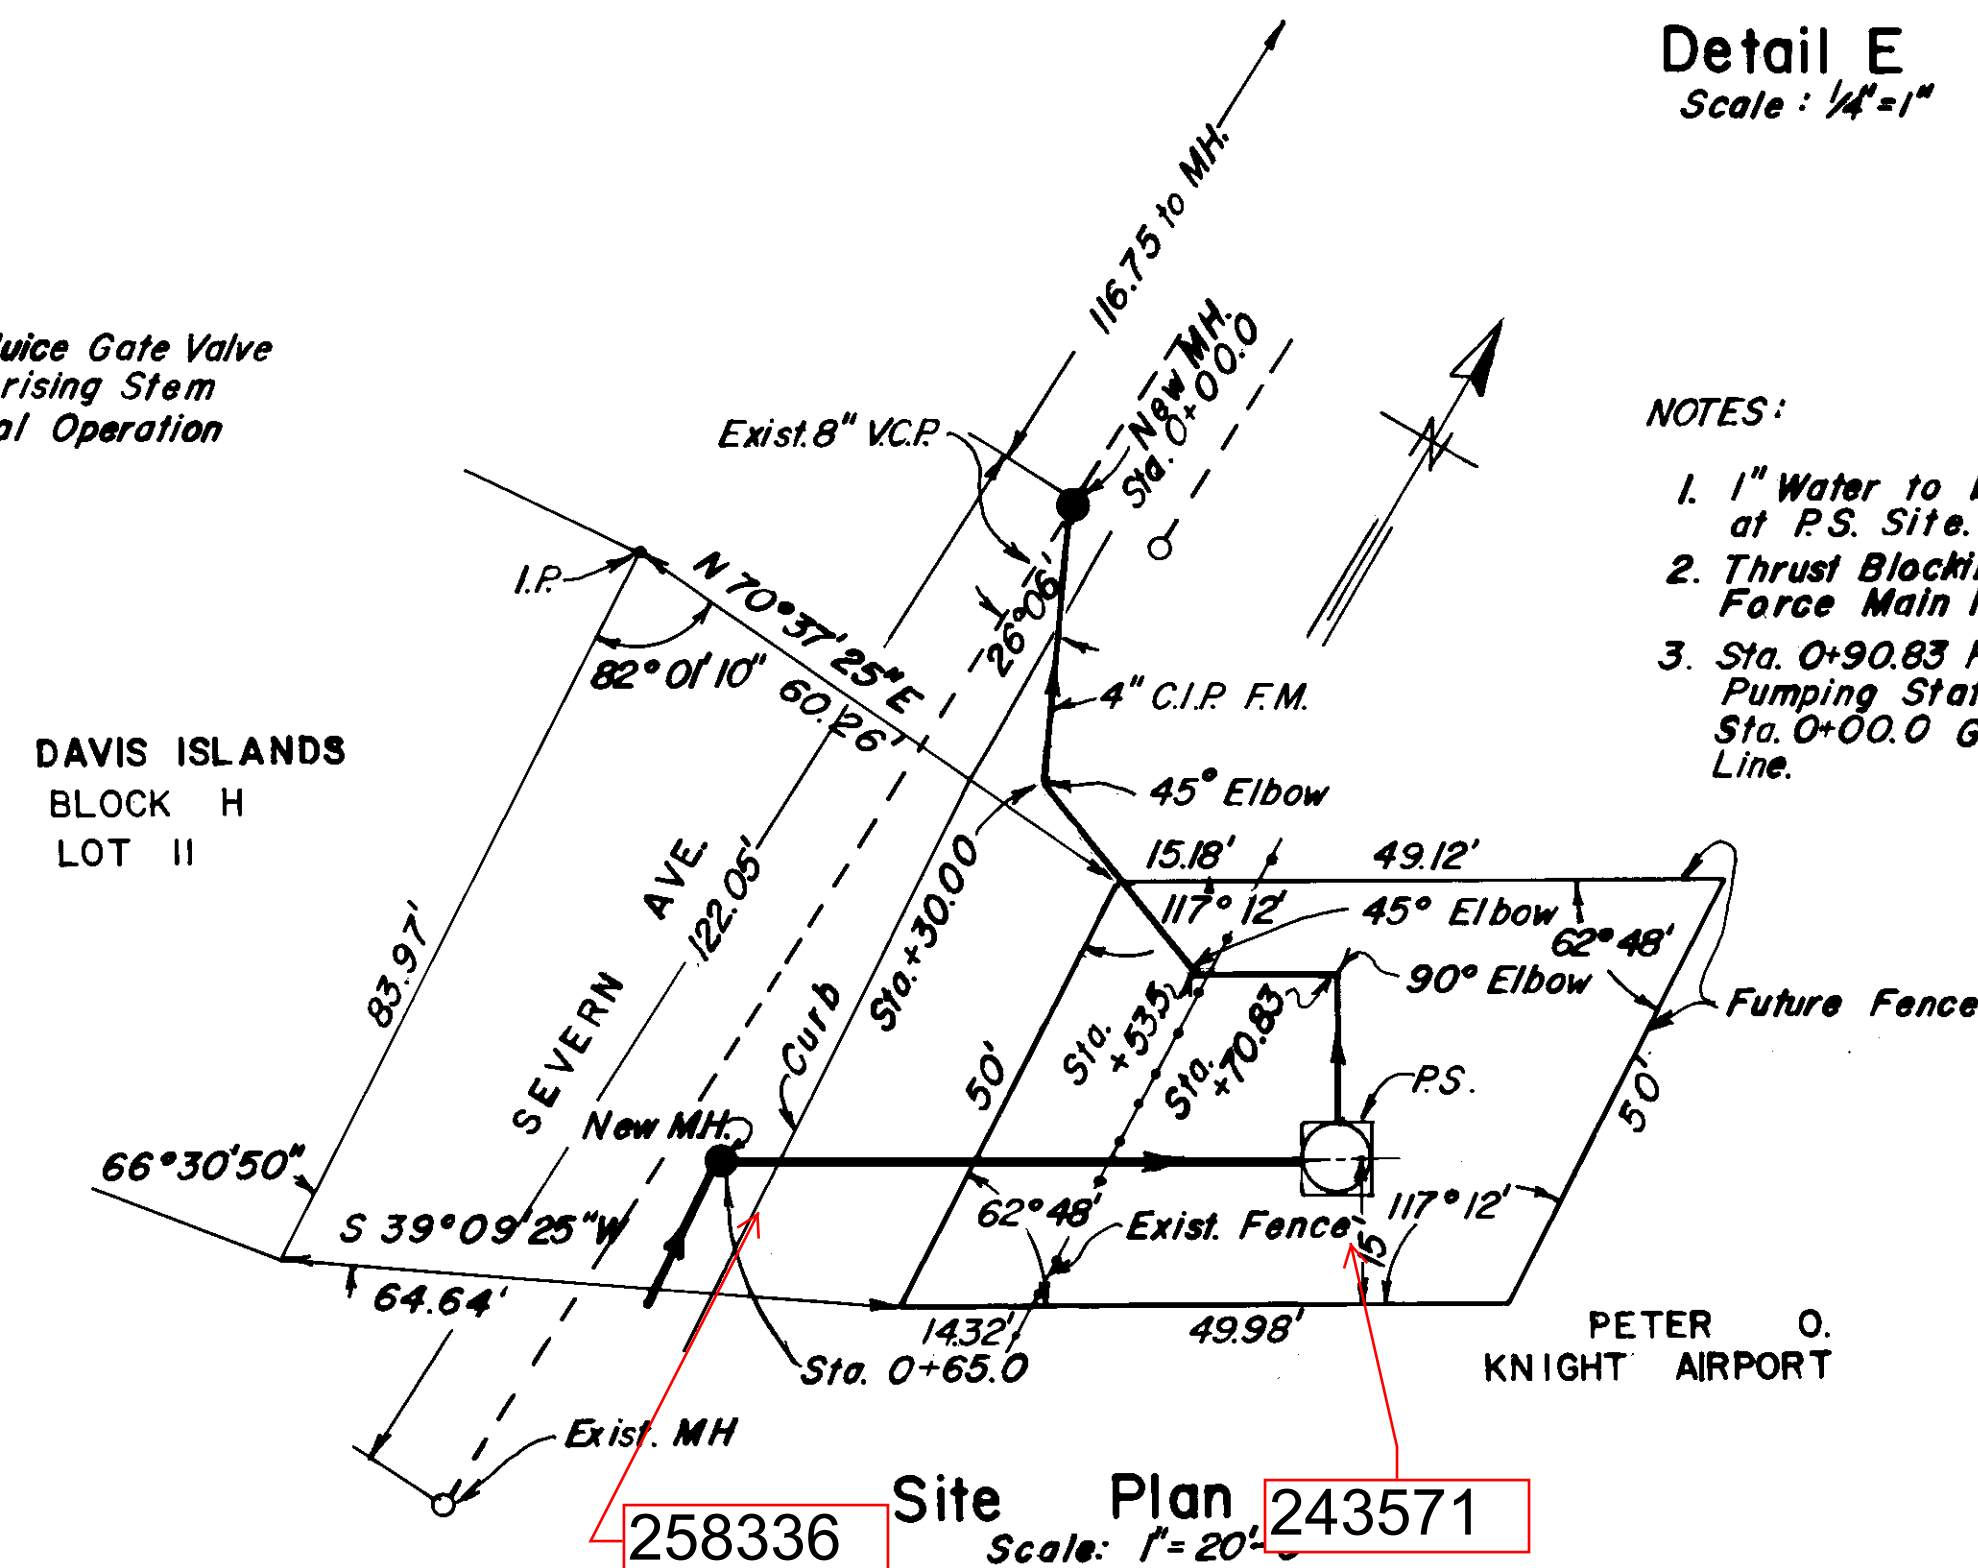 Detail E
Scale : 1/4"=1"
116.75 to MH.
Gate Valve
rising Stem
Operation
Exist. 8" V.C.P.
New MH.
Sta. 0+00.0
NOTES:
1. 1" Water to
at P.S. Site.
2. Thrust
Force Main
3. Sta. 0+90.83
Pumping
Sta. 0+00.0
Line.
I.P.
N 70°37'25"E
60.26'
82°01'10"
26°06'
4" C.I.P. F.M.
45° Elbow
DAVIS ISLANDS
BLOCK H
LOT 11
83.97'
SEVERN AVE.
122.05'
Curb
Sta.+30.00
15.18'
49.12'
117°12'
45° Elbow
62°48'
90° Elbow
Future Fence
Sta.
+53.5
Sta.
+70.83
50'
50'
P.S.
New M.H.
66°30'50"
S 39°09'25"W
64.64'
62°48'
Exist. Fence
15'
117°12'
14.32'
49.98'
Sta. 0+65.0
PETER O.
KNIGHT AIRPORT
Exist. MH
Site Plan
Scale: 1"= 20'-
258336
243571